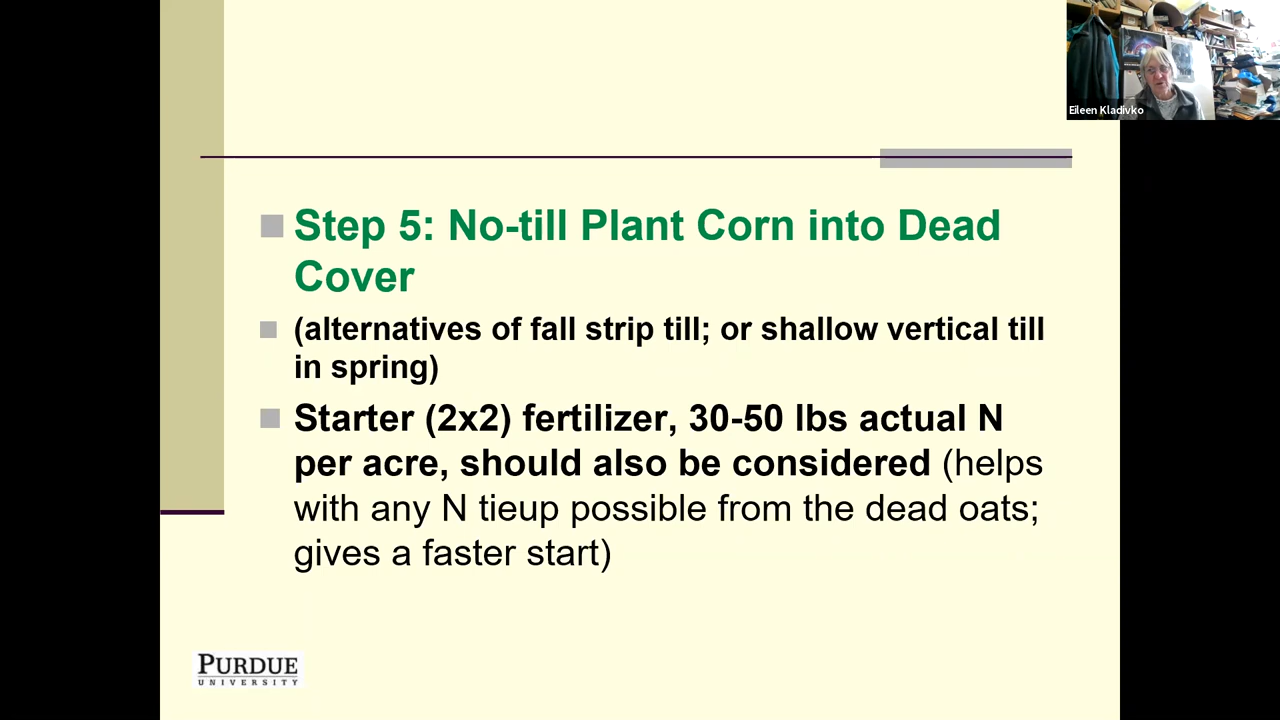 Eileen Kladivko
Step 5: No-till Plant Corn into Dead
Cover
(alternatives of fall strip till; or shallow vertical till
in spring)
Starter (2x2) fertilizer, 30-50 lbs actual N
per acre, should also be considered (helps
with any N tieup possible from the dead oats;
gives a faster start)
PURDUE
UNIVERSITY